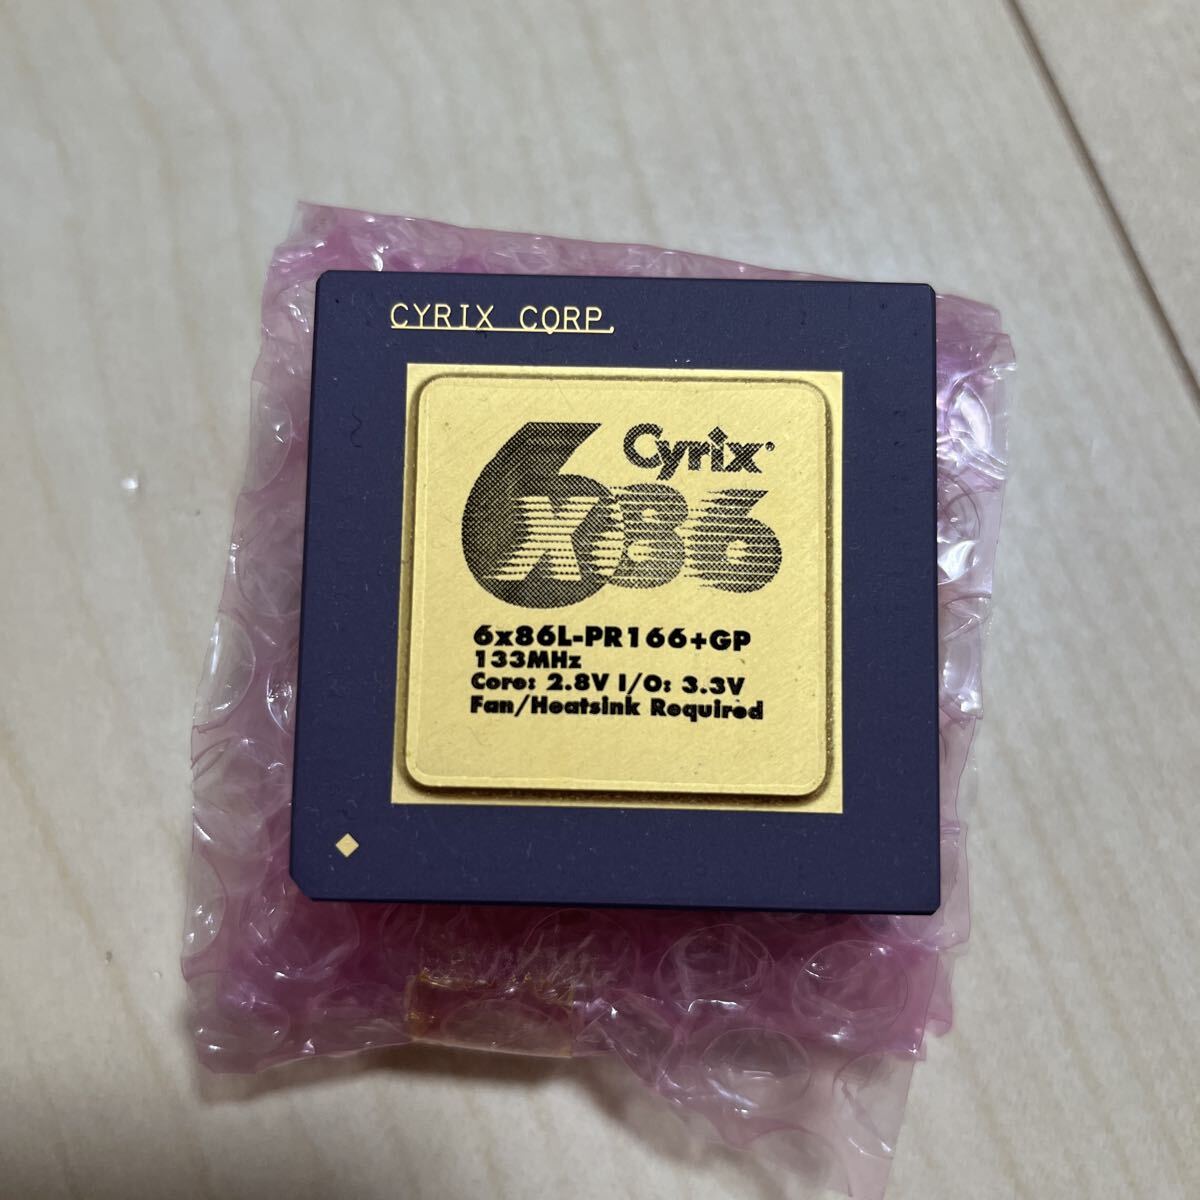 CYRIX CORP.
Cyrix®
6x86
6x86L-PR166+GP
133MHz
Core: 2.8V I/O: 3.3V
Fan/Heatsink Required